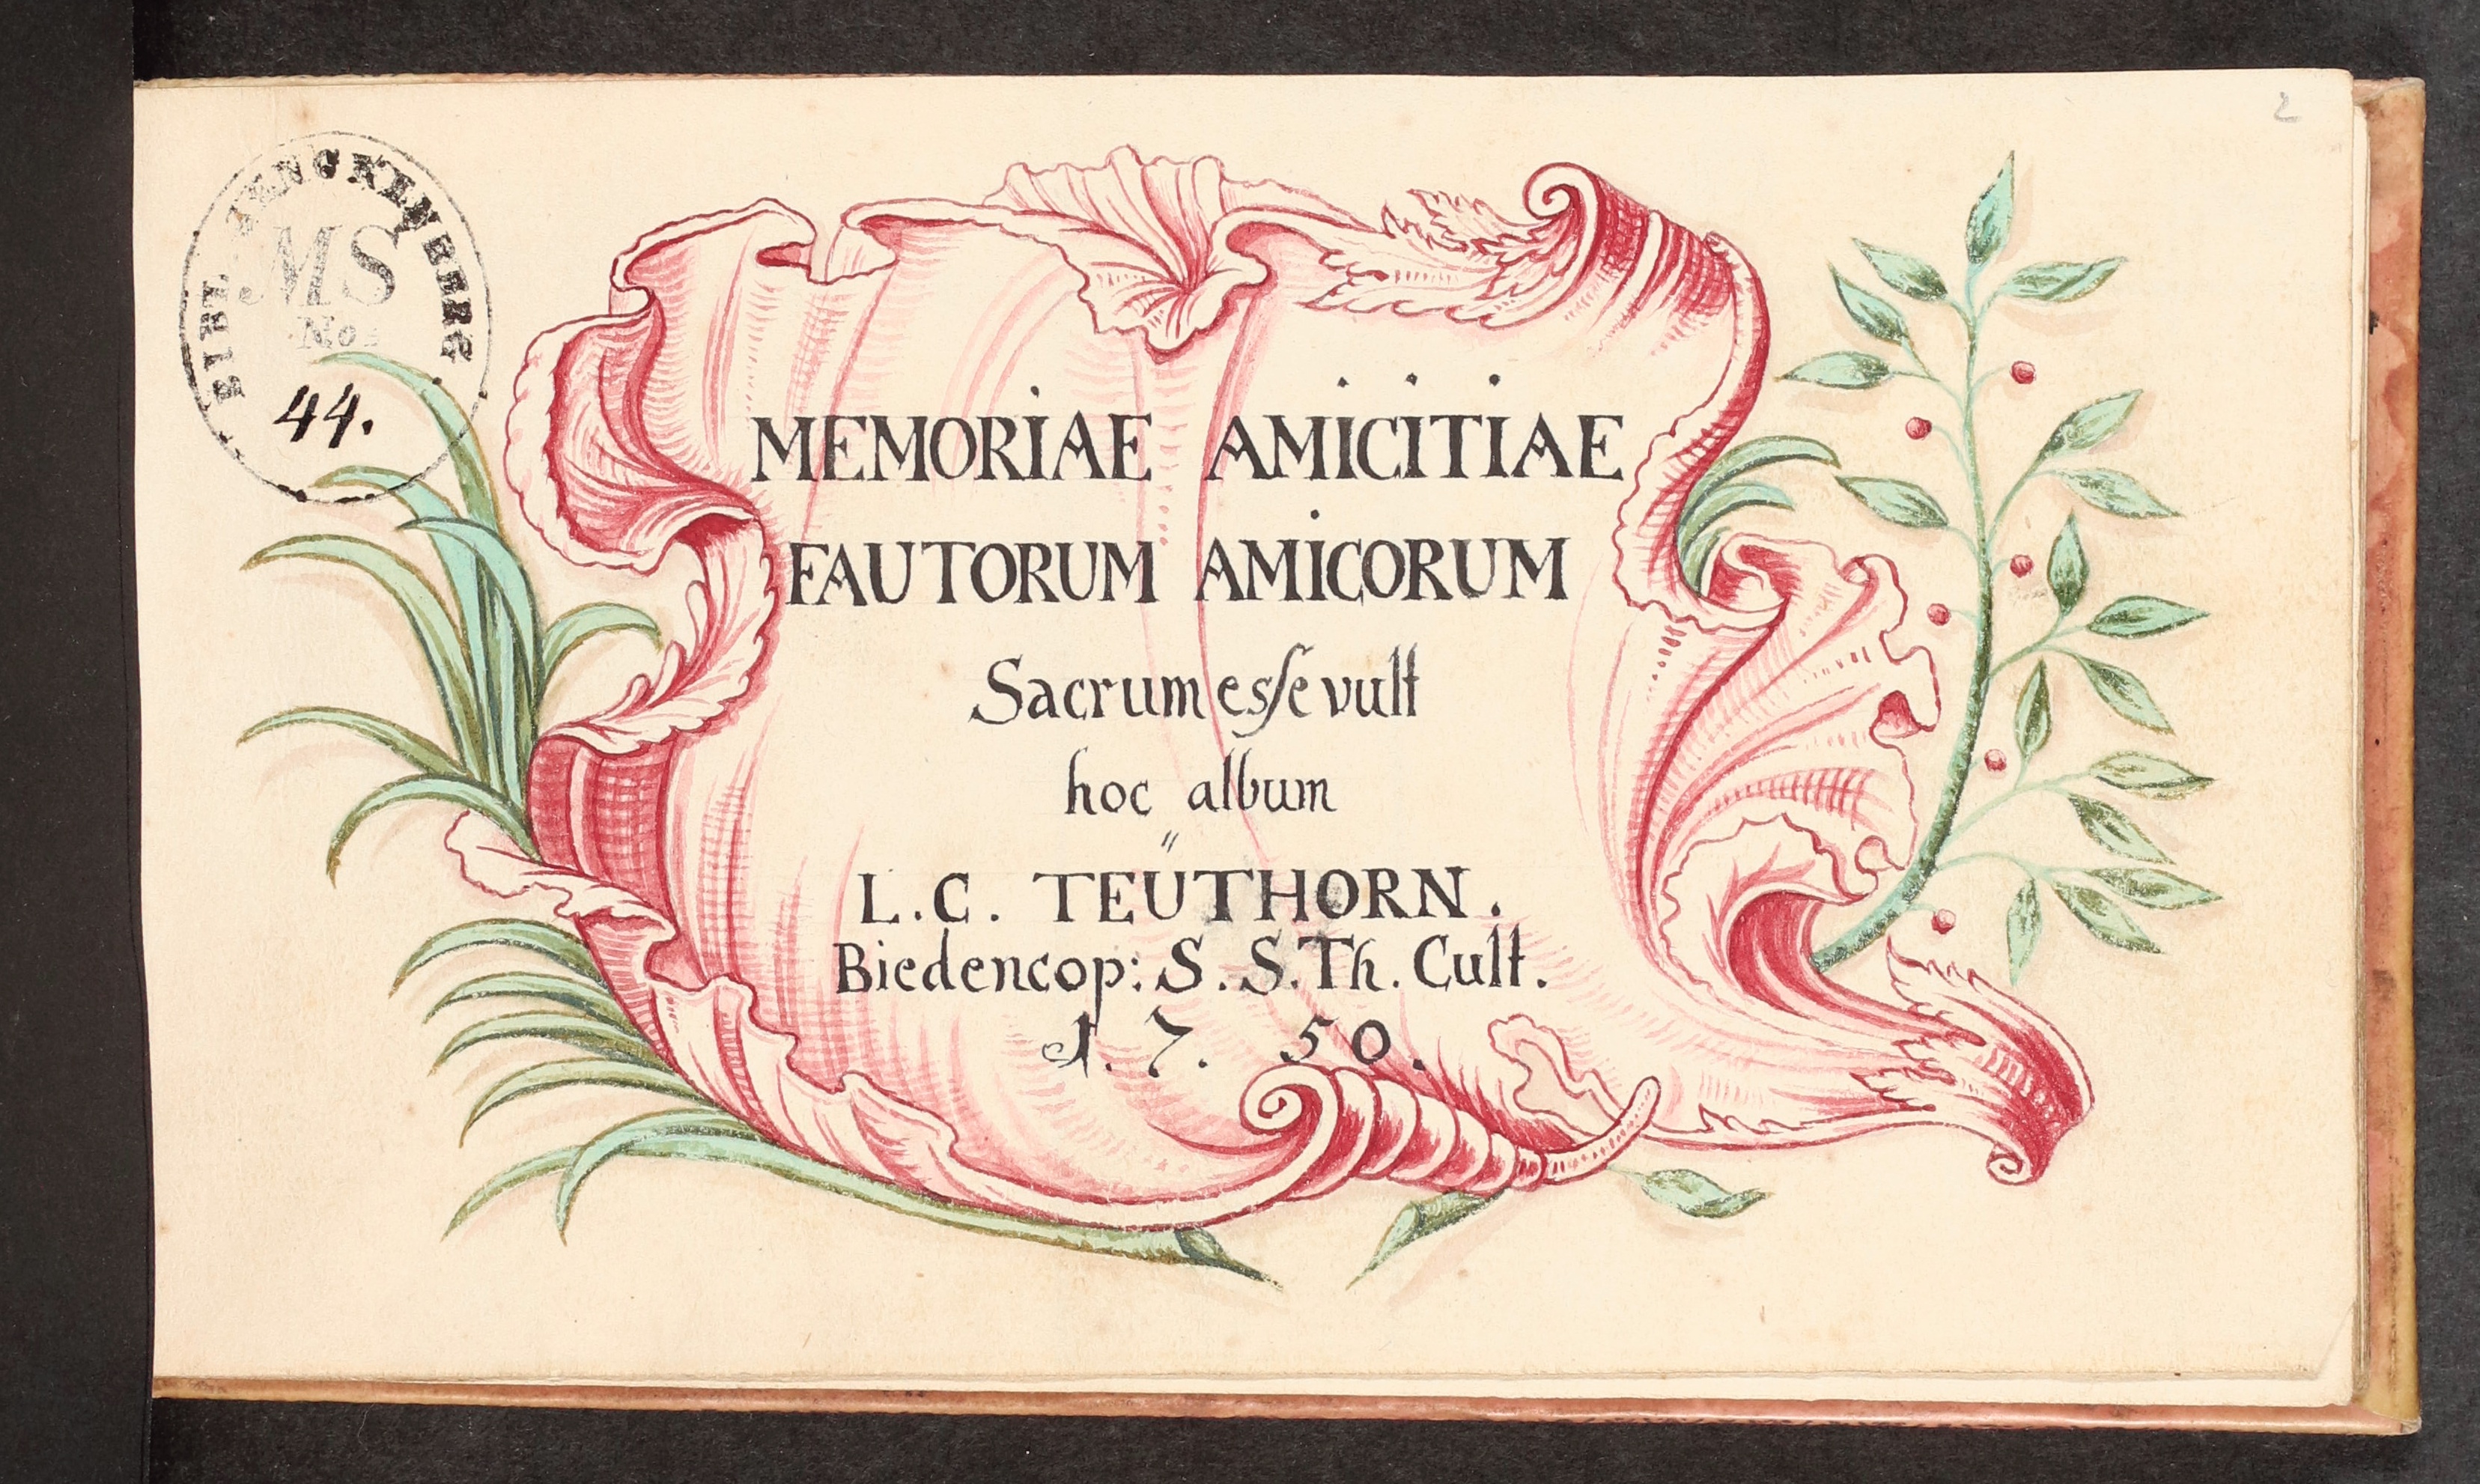 2
BIBL. SENCKENBERG
MS
No.
44.
MEMORiAE AMiCiTiAE
FAUTORUM AMiCORUM
Sacrum esſe vult
hoc album
L. C. TEÜTHORN.
Biedencop: S. S. Th. Cult.
1. 7. 50.